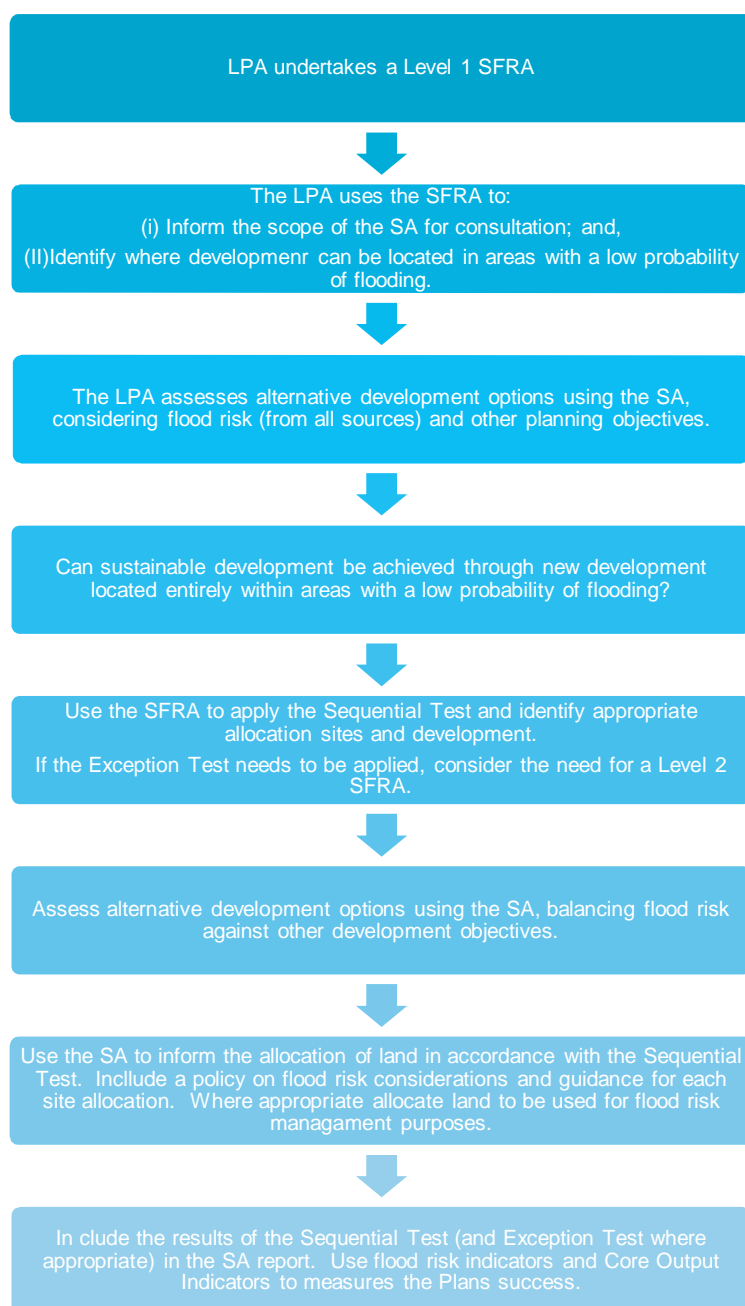 LPA undertakes a Level 1 SFRA
The LPA uses the SFRA to:
(i) Inform the scope of the SA for consultation; and,
(II)Identify where developmenr can be located in areas with a low probability
of flooding.
The LPA assesses alternative development options using the SA,
considering flood risk (from all sources) and other planning objectives.
Can sustainable development be achieved through new development
located entirely within areas with a low probability of flooding?
Use the SFRA to apply the Sequential Test and identify appropriate
allocation sites and development.
If the Exception Test needs to be applied, consider the need for a Level 2
SFRA.
Assess alternative development options using the SA, balancing flood risk
against other development objectives.
Use the SA to inform the allocation of land in accordance with the Sequential
Test. Incllude a policy on flood risk considerations and guidance for each
site allocation. Where appropriate allocate land to be used for flood risk
managament purposes.
In clude the results of the Sequential Test (and Exception Test where
appropriate) in the SA report. Use flood risk indicators and Core Output
Indicators to measures the Plans success.